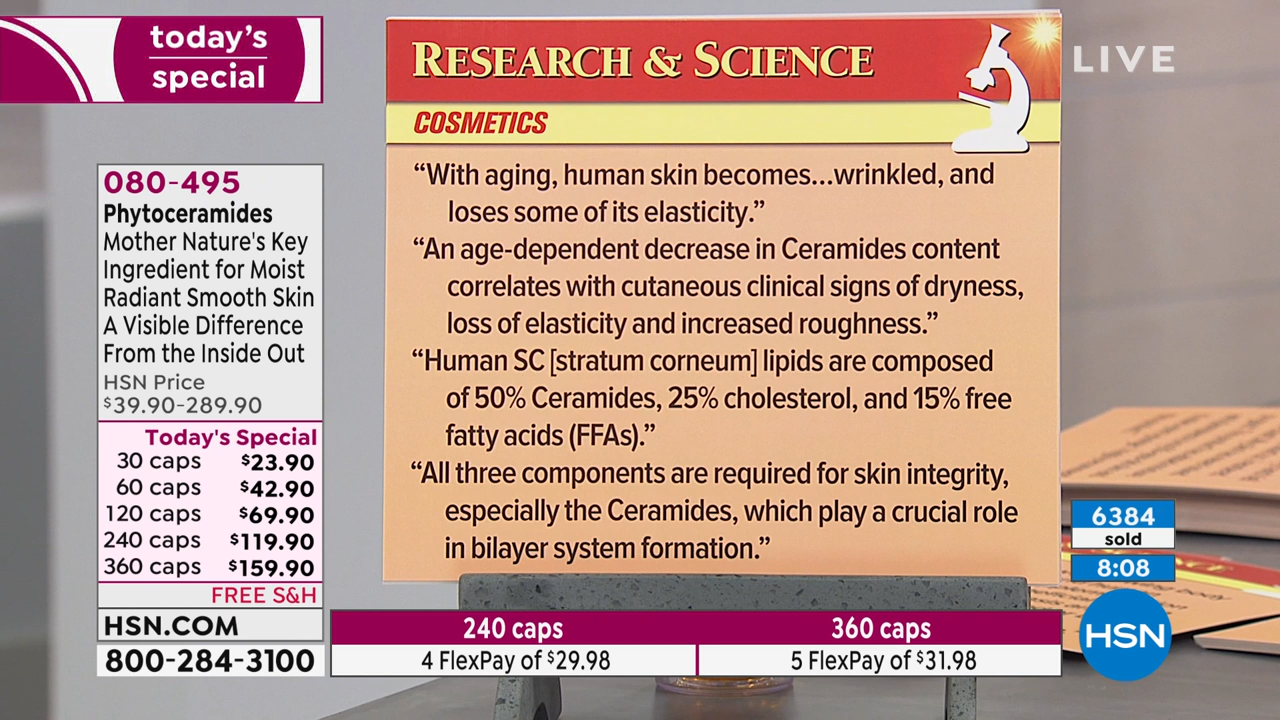 today's
special
080-495
Phytoceramides
Mother Nature's Key
Ingredient for Moist
Radiant Smooth Skin
A Visible Difference
From the Inside Out
HSN Price
$39.90-289.90
Today's Special
30 caps $23.90
60 caps $42.90
120 caps $69.90
240 caps $119.90
360 caps $159.90
FREE S&H
HSN.COM
800-284-3100
RESEARCH & SCIENCE
COSMETICS
“With aging, human skin becomes...wrinkled, and
loses some of its elasticity.”
“An age-dependent decrease in Ceramides content
correlates with cutaneous clinical signs of dryness,
loss of elasticity and increased roughness.”
“Human SC [stratum corneum] lipids are composed
of 50% Ceramides, 25% cholesterol, and 15% free
fatty acids (FFAs).”
“All three components are required for skin integrity,
especially the Ceramides, which play a crucial role
in bilayer system formation.”
LIVE
6384
sold
8:08
HSN
240 caps 360 caps
4 FlexPay of $29.98 5 FlexPay of $31.98